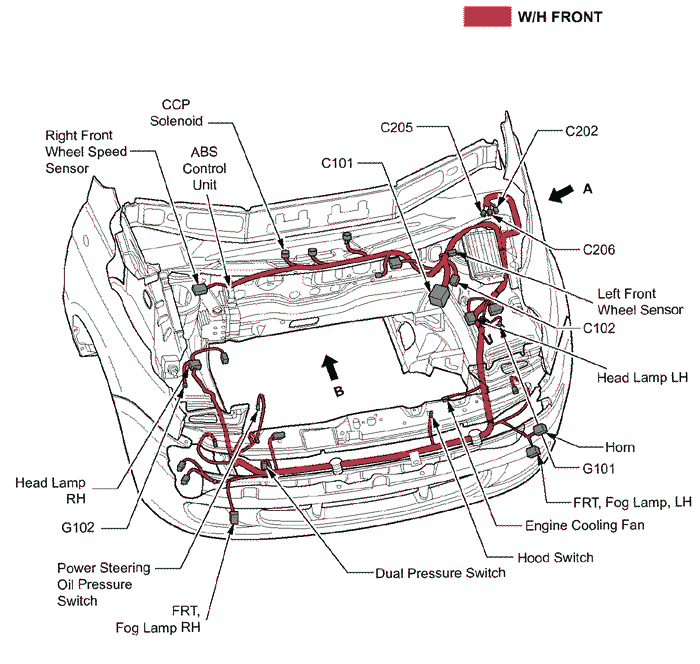 W/H FRONT
CCP
Solenoid
C205
C202
Right Front
Wheel Speed
Sensor
ABS
Control
Unit
C101
A
C206
Left Front
Wheel Sensor
C102
B
Head Lamp LH
Horn
G101
Head Lamp
RH
FRT, Fog Lamp, LH
G102
Engine Cooling Fan
Hood Switch
Power Steering
Oil Pressure
Switch
Dual Pressure Switch
FRT,
Fog Lamp RH